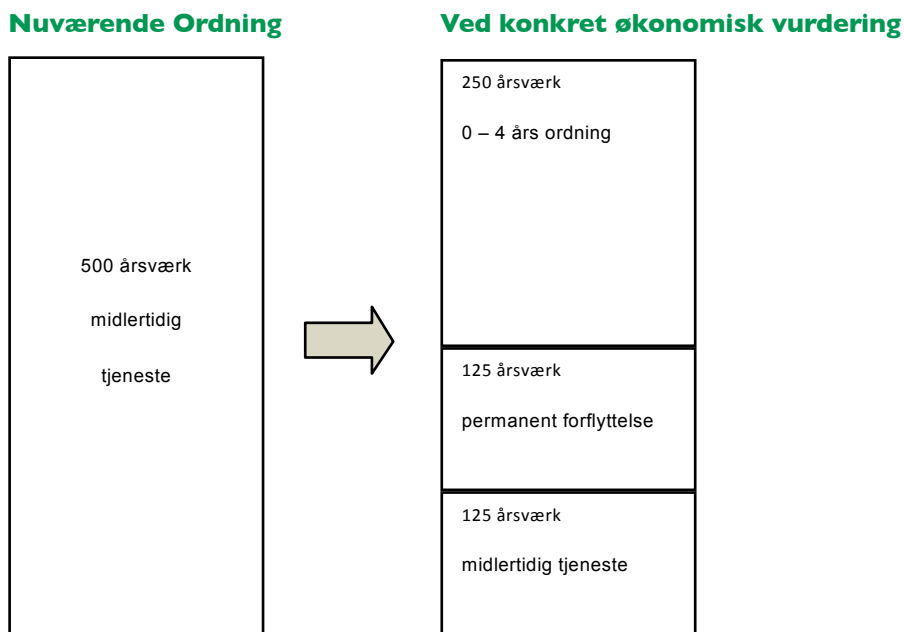 Nuværende Ordning
Ved konkret økonomisk vurdering
500 årsværk
midlertidig
tjeneste
250 årsværk
0 – 4 års ordning
125 årsværk
permanent forflyttelse
125 årsværk
midlertidig tjeneste